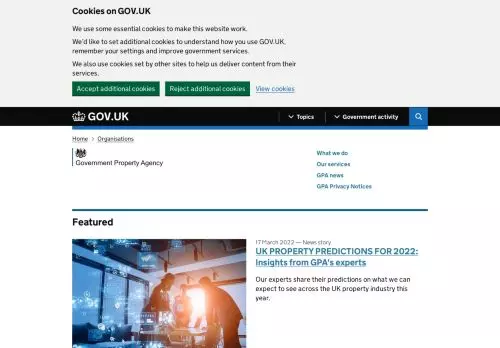 Cookies on GOV.UK
We use some essential cookies to make this website work.
We'd like to set additional cookies to understand how you use GOV.UK,
remember your settings and improve government services.
We also use cookies set by other sites to help us deliver content from their
services.
Accept additional cookies
Reject additional cookies
View cookies
GOV.UK
Topics
Government activity
Home
Organisations
Government Property Agency
What we do
Our services
GPA news
GPA Privacy Notices
Featured
17 March 2022 — News story
UK PROPERTY PREDICTIONS FOR 2022:
Insights from GPA's experts
Our experts share their predictions on what we can
expect to see across the UK property industry this
year.